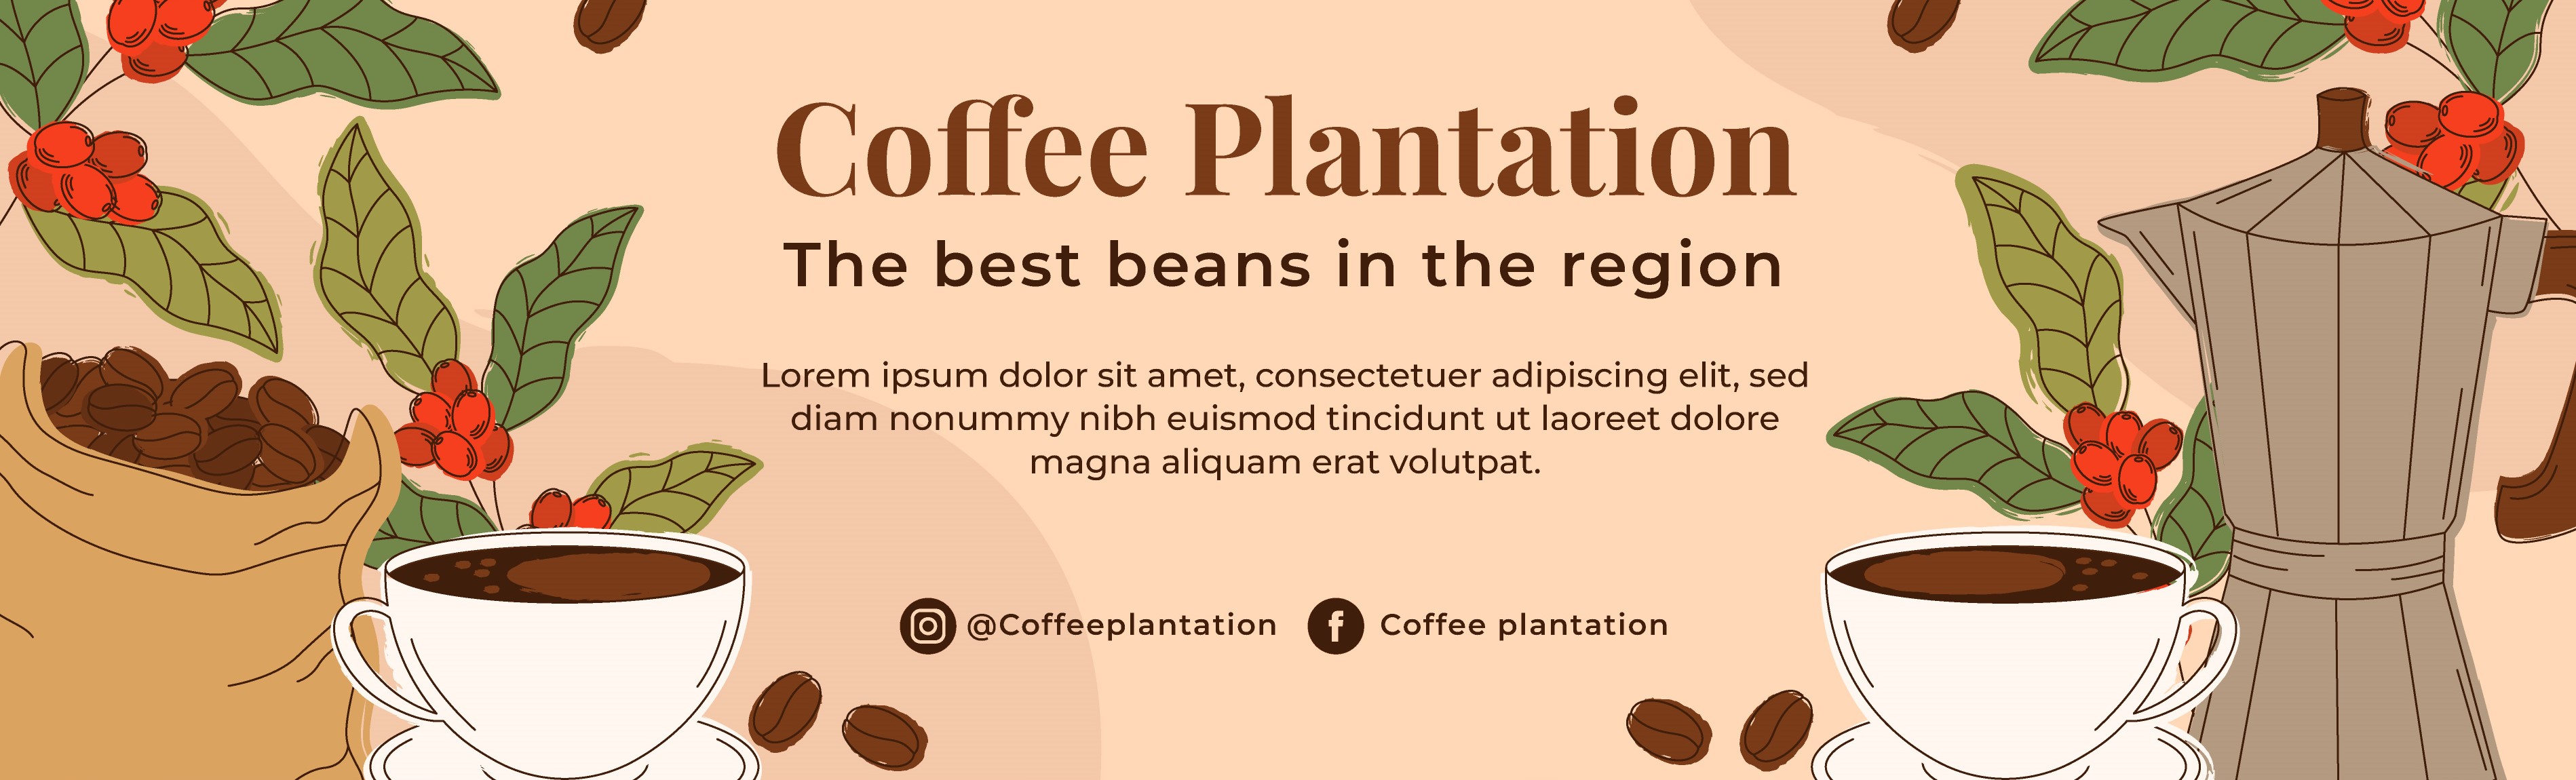 Coffee Plantation
The best beans in the region
Lorem ipsum dolor sit amet, consectetuer adipiscing elit, sed
diam nonummy nibh euismod tincidunt ut laoreet dolore
magna aliquam erat volutpat.
@Coffeeplantation Coffee plantation